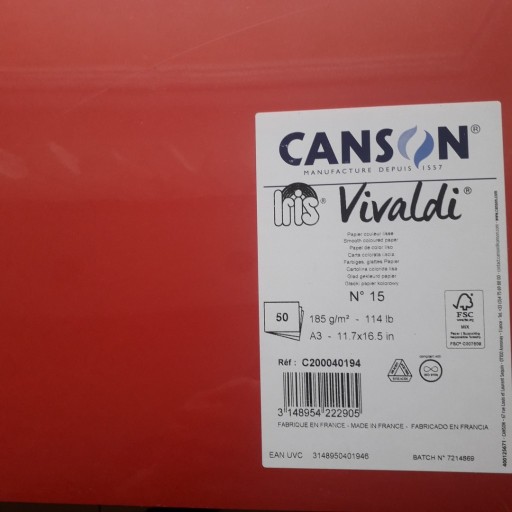 CANSON®
MANUFACTURE DEPUIS 1557
Iris® Vivaldi®
Papier couleur lisse
Smooth coloured paper
Papel de color liso
Carta colorata liscia
Farbiges, glattes Papier
Cartolina colorida lisa
Glad gekleurd papier
Gładki papier kolorowy
N° 15
50
185 g/m² - 114 lb
A3 - 11.7x16.5 in
FSC
MIX
Réf : C200040194
3 148954 222905
FABRIQUE EN FRANCE - MADE IN FRANCE - FABRICADO EN FRANCIA
EAN UVC 3148950401946
BATCH N° 7214869